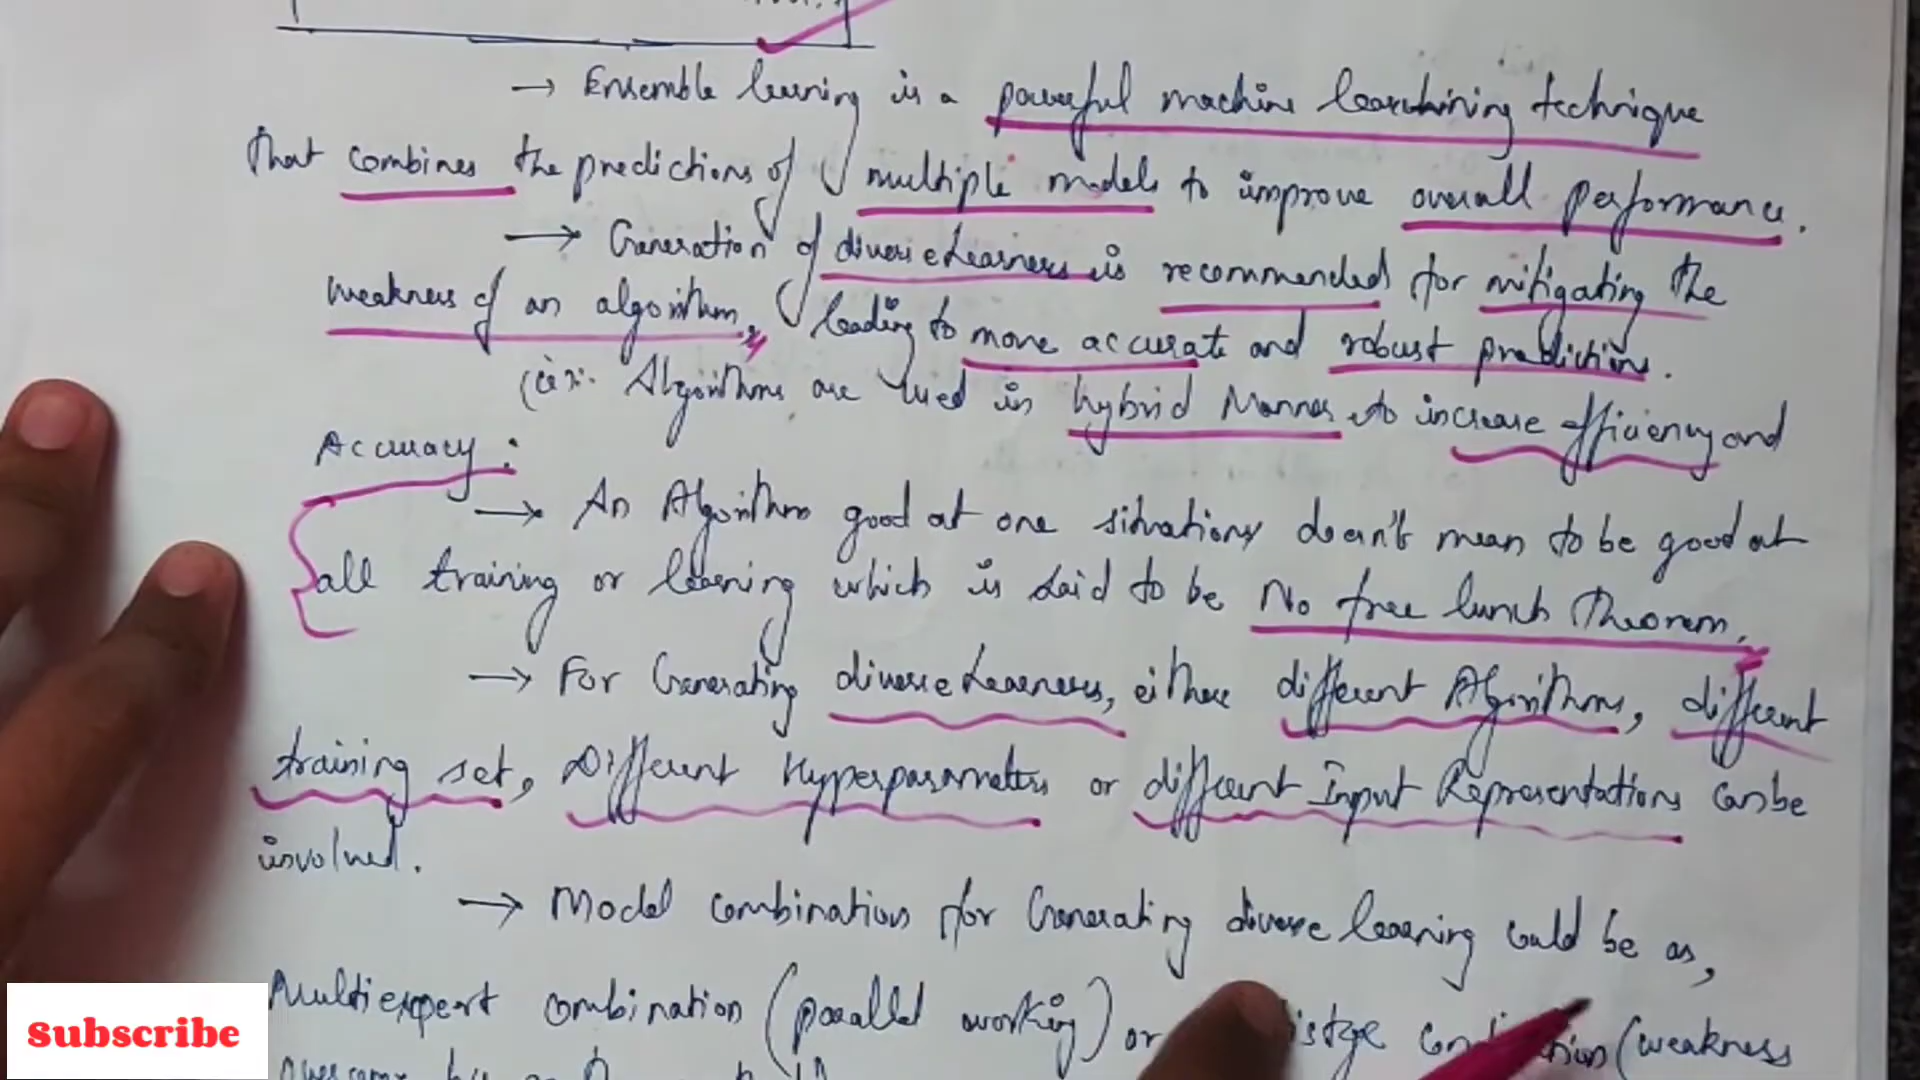 → Ensemble learning is a powerful machine learning technique
that combines the predictions of multiple models to improve overall performance.
→ Generation of diverse Learners is recommended for mitigating the
weakness of an algorithm, leading to more accurate and robust predictions.
(i.e. Algorithms are used in hybrid Manner to increase efficiency and
Accuracy.
→ An Algorithm good at one situations doesn't mean to be good at
all training or learning which is said to be No free lunch Theorem.
→ For Generating diverse Learners, either different Algorithms, different
training set, Different Hyperparameters or different Input Representations can be
involved.
→ Model combinations for Generating diverse learning could be as,
Multiexpert combination (parallel working) or (weakness
Subscribe